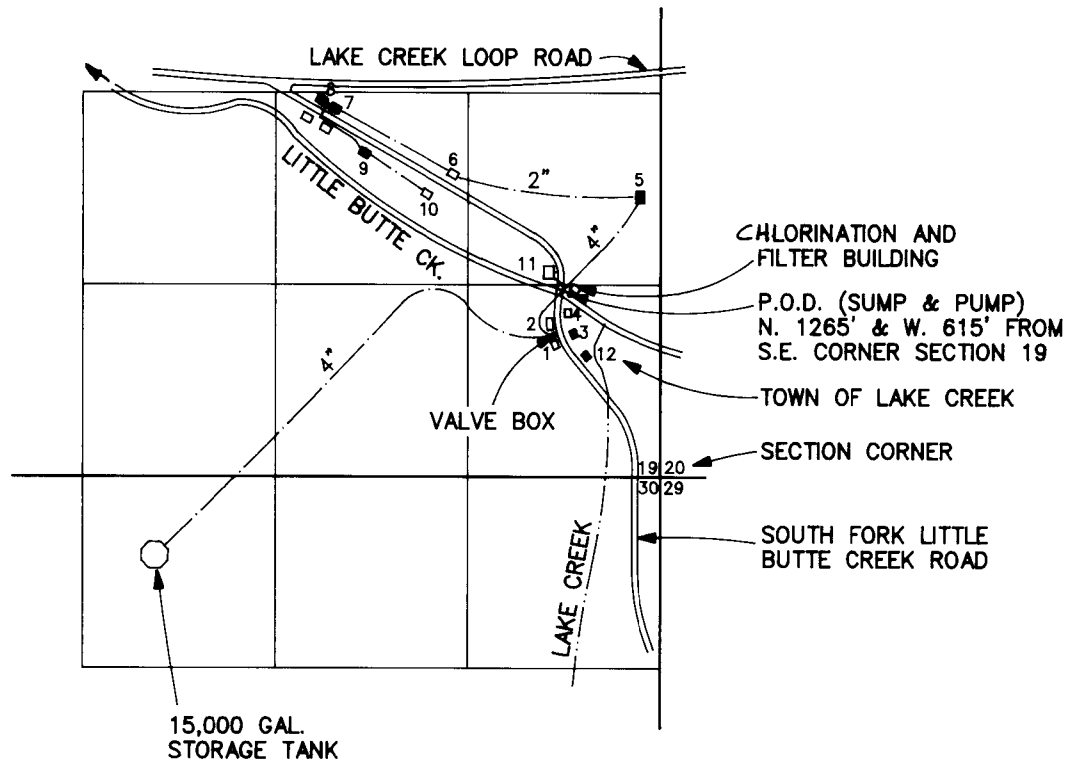 LAKE CREEK LOOP ROAD
8
7
6
2"
5
9
10
LITTLE BUTTE CK.
4"
CHLORINATION AND
FILTER BUILDING
11
P.O.D. (SUMP & PUMP)
N. 1265' & W. 615' FROM
S.E. CORNER SECTION 19
4
2
3
1
12
4"
TOWN OF LAKE CREEK
VALVE BOX
SECTION CORNER
19 20
30 29
LAKE CREEK
SOUTH FORK LITTLE
BUTTE CREEK ROAD
15,000 GAL.
STORAGE TANK